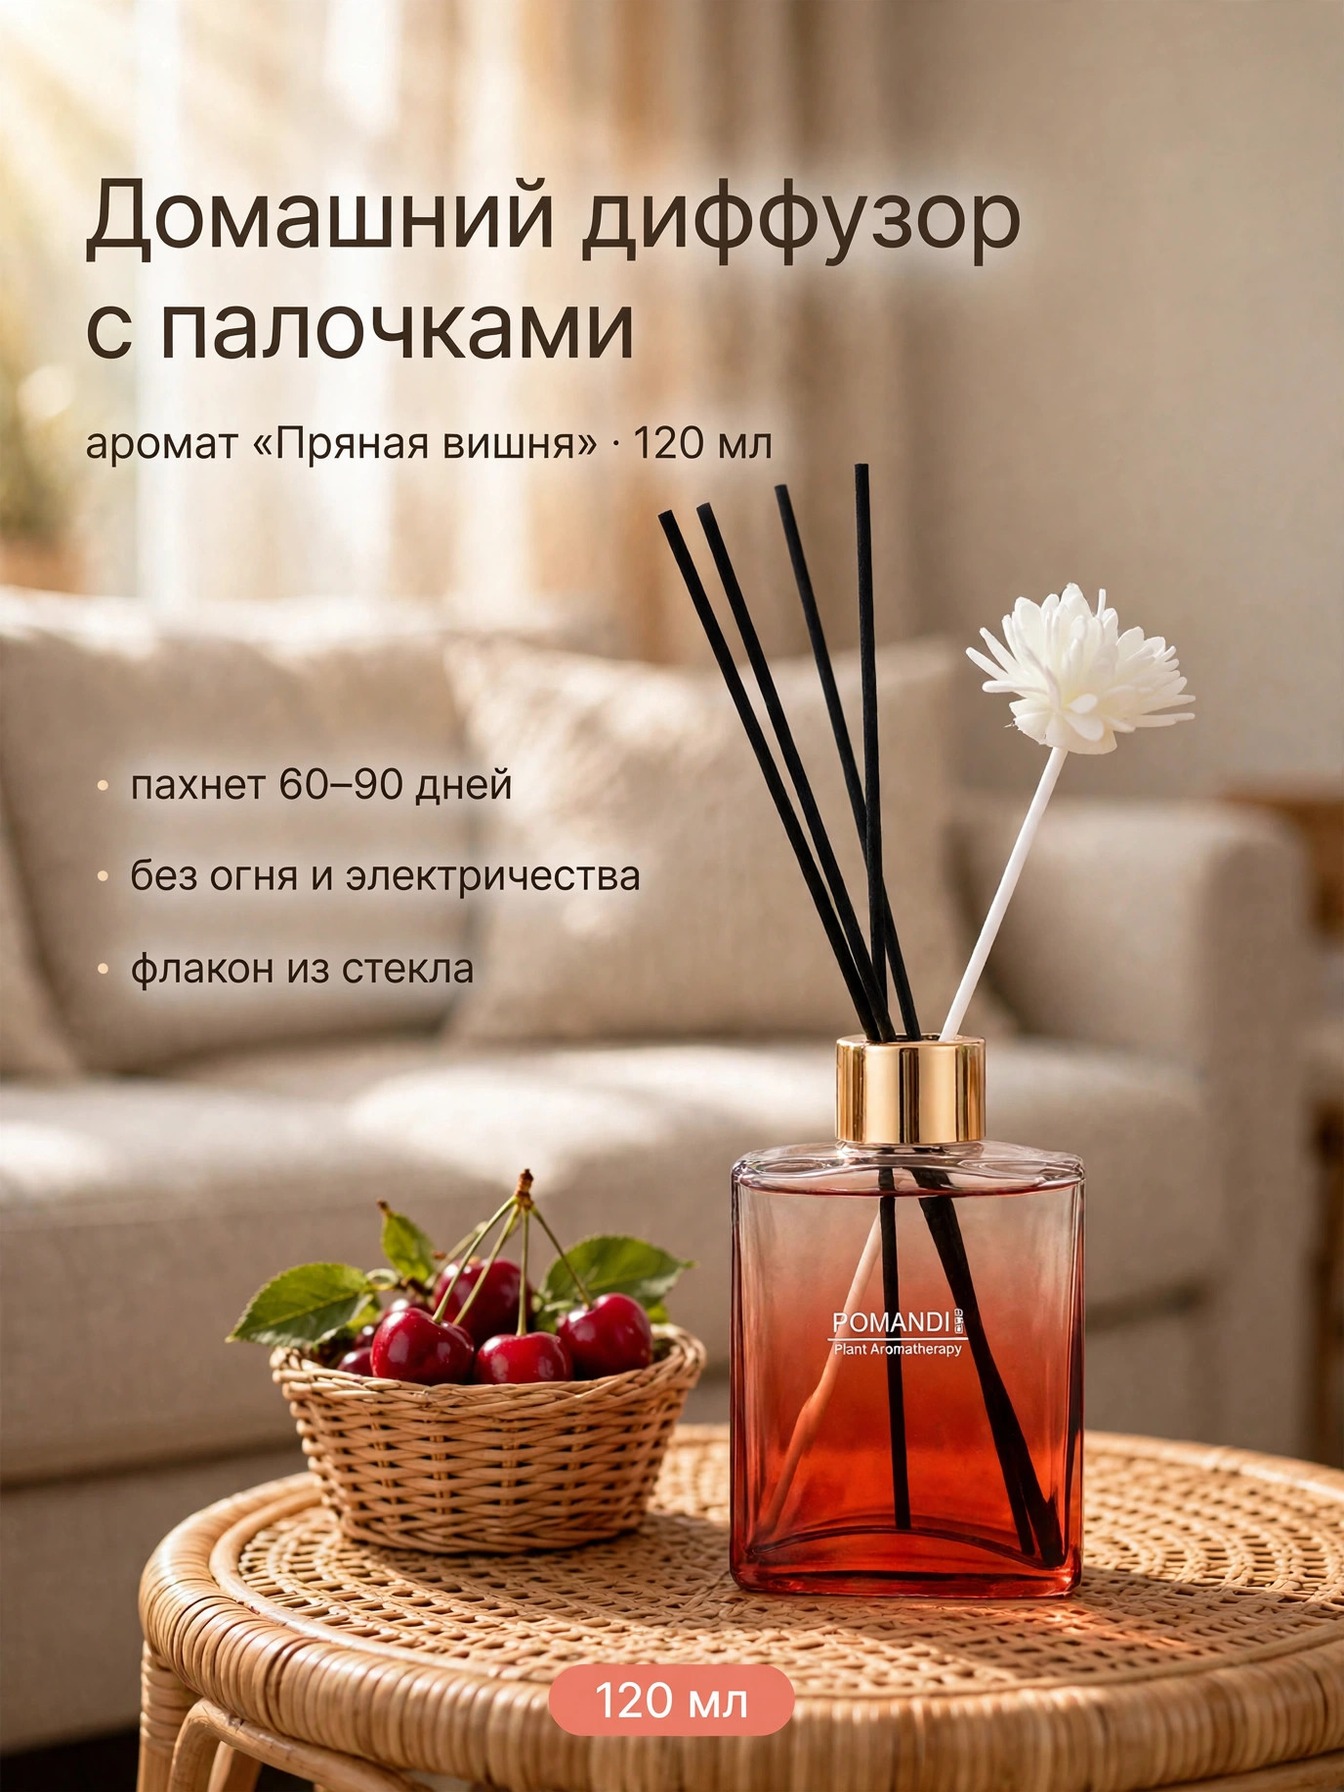 Домашний диффузор
с палочками
аромат «Пряная вишня» · 120 мл
пахнет 60–90 дней
без огня и электричества
флакон из стекла
POMANDI
Plant Aromatherapy
120 мл